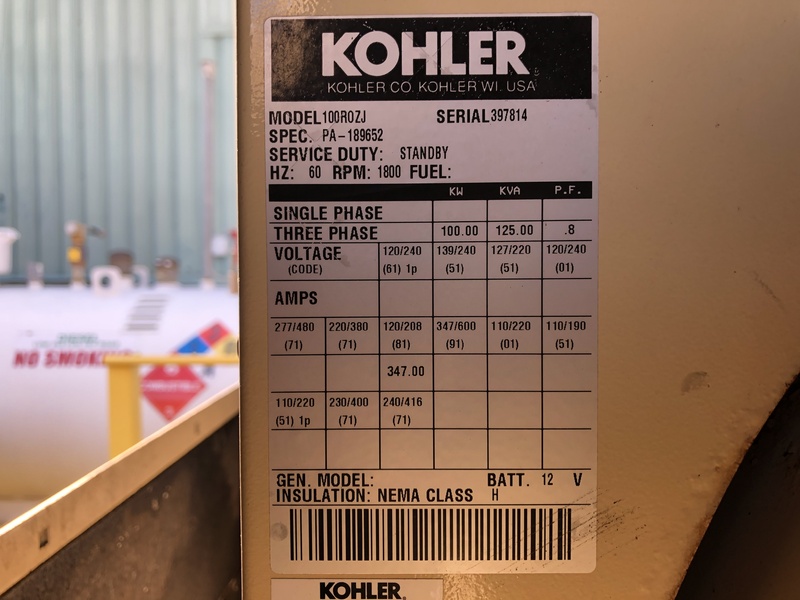 KOHLER
KOHLER CO. KOHLER WI. USA
MODEL 100ROZJ SERIAL 397814
SPEC. PA-189652
SERVICE DUTY: STANDBY
HZ: 60 RPM: 1800 FUEL:
KW KVA P.F.
SINGLE PHASE
THREE PHASE 100.00 125.00 .8
VOLTAGE 120/240 139/240 127/220 120/240
(CODE) (61) 1p (51) (51) (01)
AMPS
277/480 220/380 120/208 347/600 110/220 110/190
(71) (71) (81) (91) (01) (51)
347.00
110/220 230/400 240/416
(51) 1p (71) (71)
GEN. MODEL: BATT. 12 V
INSULATION: NEMA CLASS H
KOHLER
NO SMOKING
COMBUSTIBLE